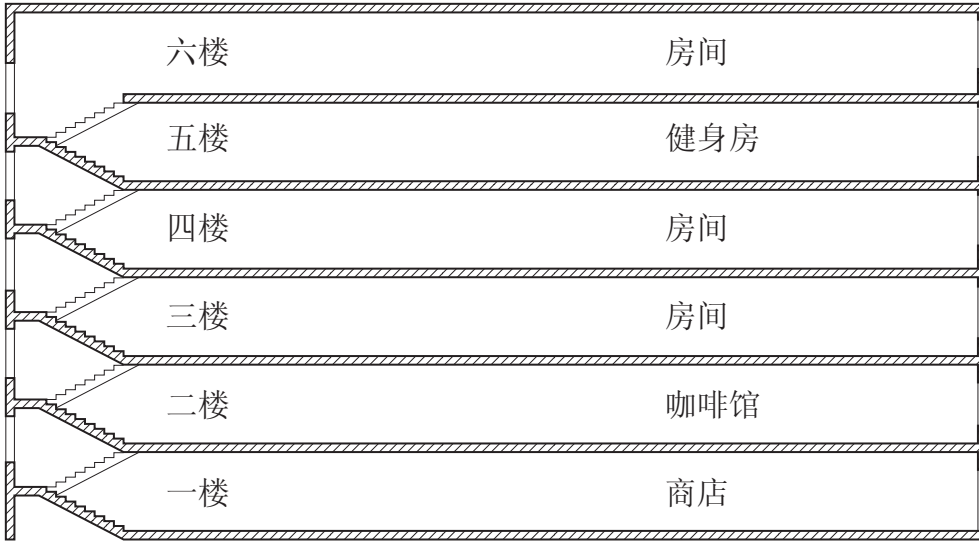 六楼 房间
五楼 健身房
四楼 房间
三楼 房间
二楼 咖啡馆
一楼 商店